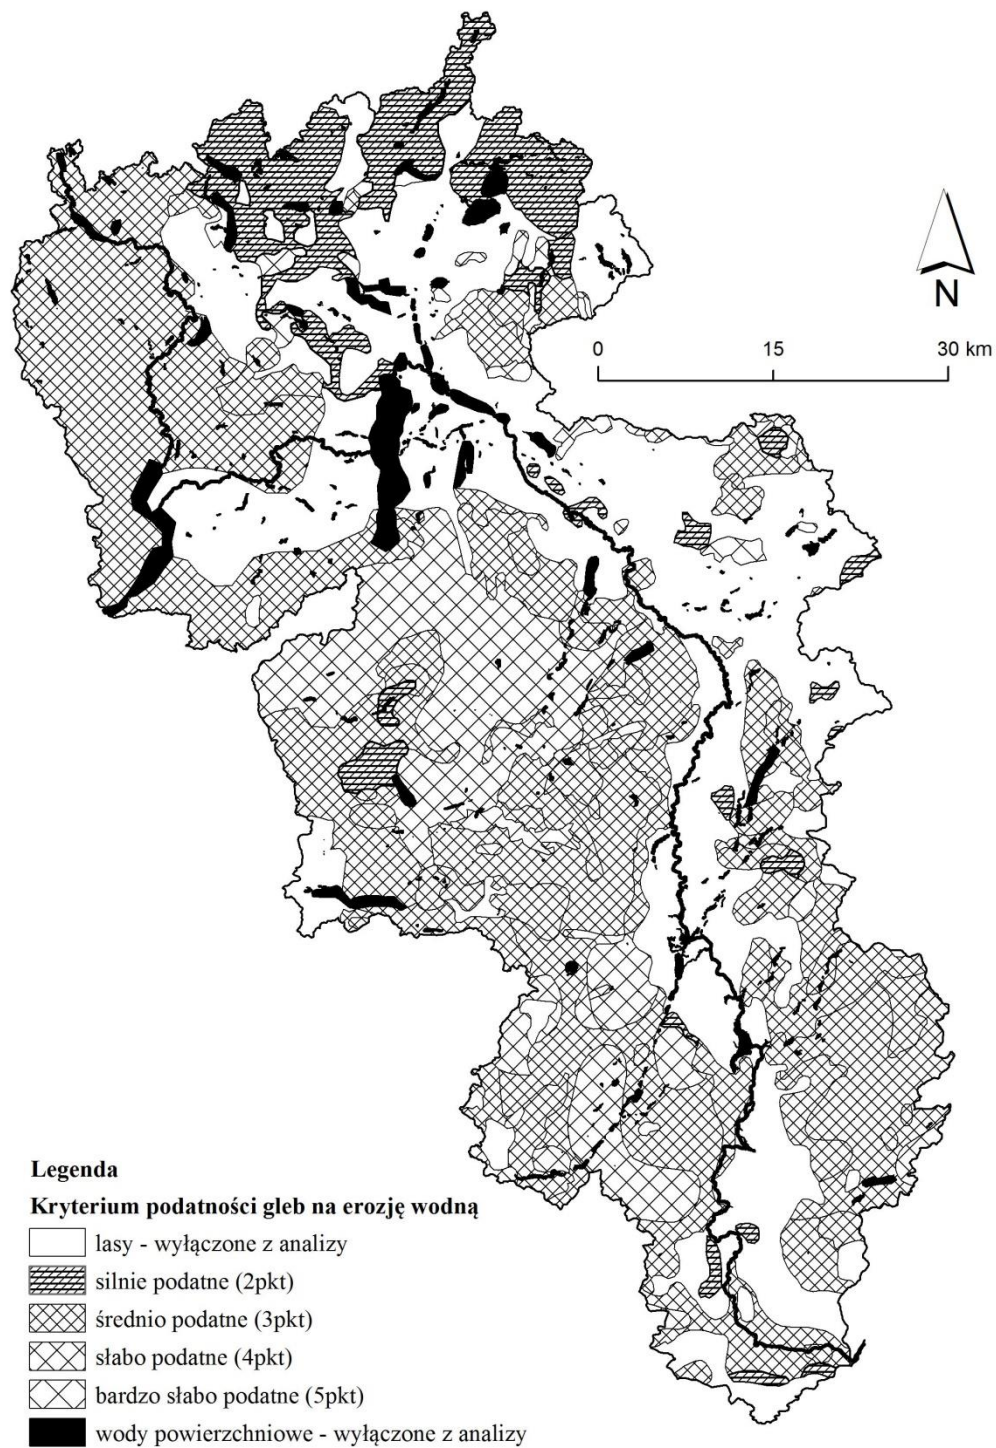 N
0 15 30 km
Legenda
Kryterium podatności gleb na erozję wodną
lasy - wyłączone z analizy
silnie podatne (2pkt)
średnio podatne (3pkt)
słabo podatne (4pkt)
bardzo słabo podatne (5pkt)
wody powierzchniowe - wyłączone z analizy